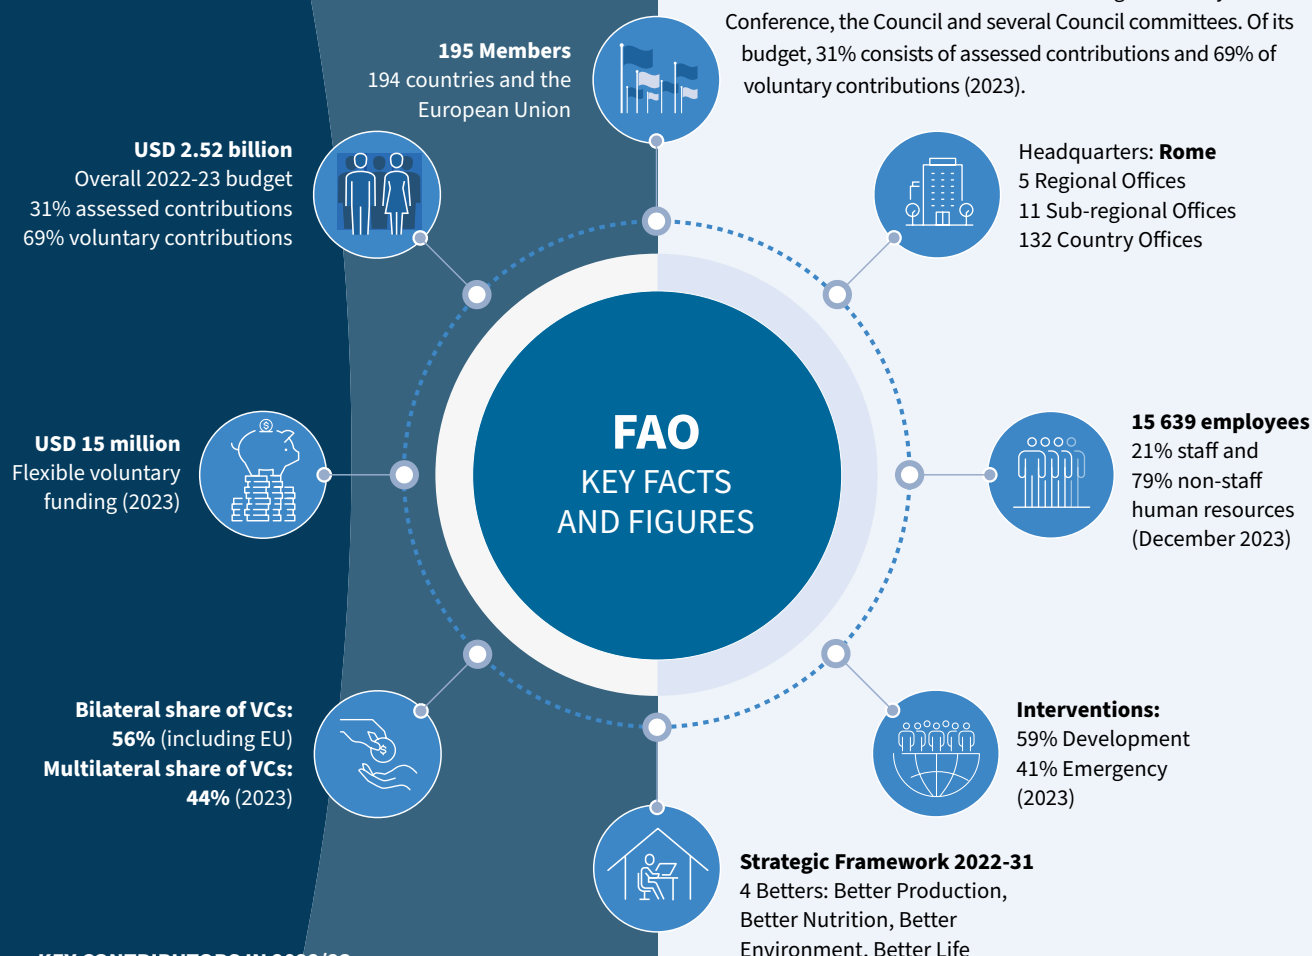 Conference, the Council and several Council committees. Of its
budget, 31% consists of assessed contributions and 69% of
voluntary contributions (2023).
195 Members
194 countries and the
European Union
USD 2.52 billion
Overall 2022-23 budget
31% assessed contributions
69% voluntary contributions
Headquarters: Rome
5 Regional Offices
11 Sub-regional Offices
132 Country Offices
USD 15 million
Flexible voluntary
funding (2023)
FAO
KEY FACTS
AND FIGURES
15 639 employees
21% staff and
79% non-staff
human resources
(December 2023)
Bilateral share of VCs:
56% (including EU)
Multilateral share of VCs:
44% (2023)
Interventions:
59% Development
41% Emergency
(2023)
Strategic Framework 2022-31
4 Betters: Better Production,
Better Nutrition, Better
Environment, Better Life
KEY CONTRIBUTORS IN